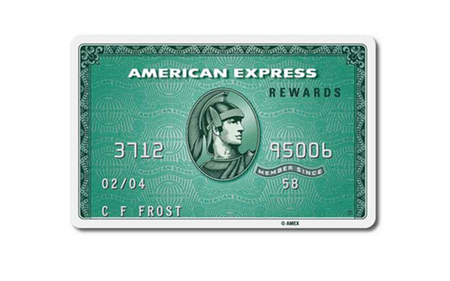 AMERICAN EXPRESS
REWARDS
3712 95006
MEMBER SINCE
02/04 58
C F FROST
© AMEX